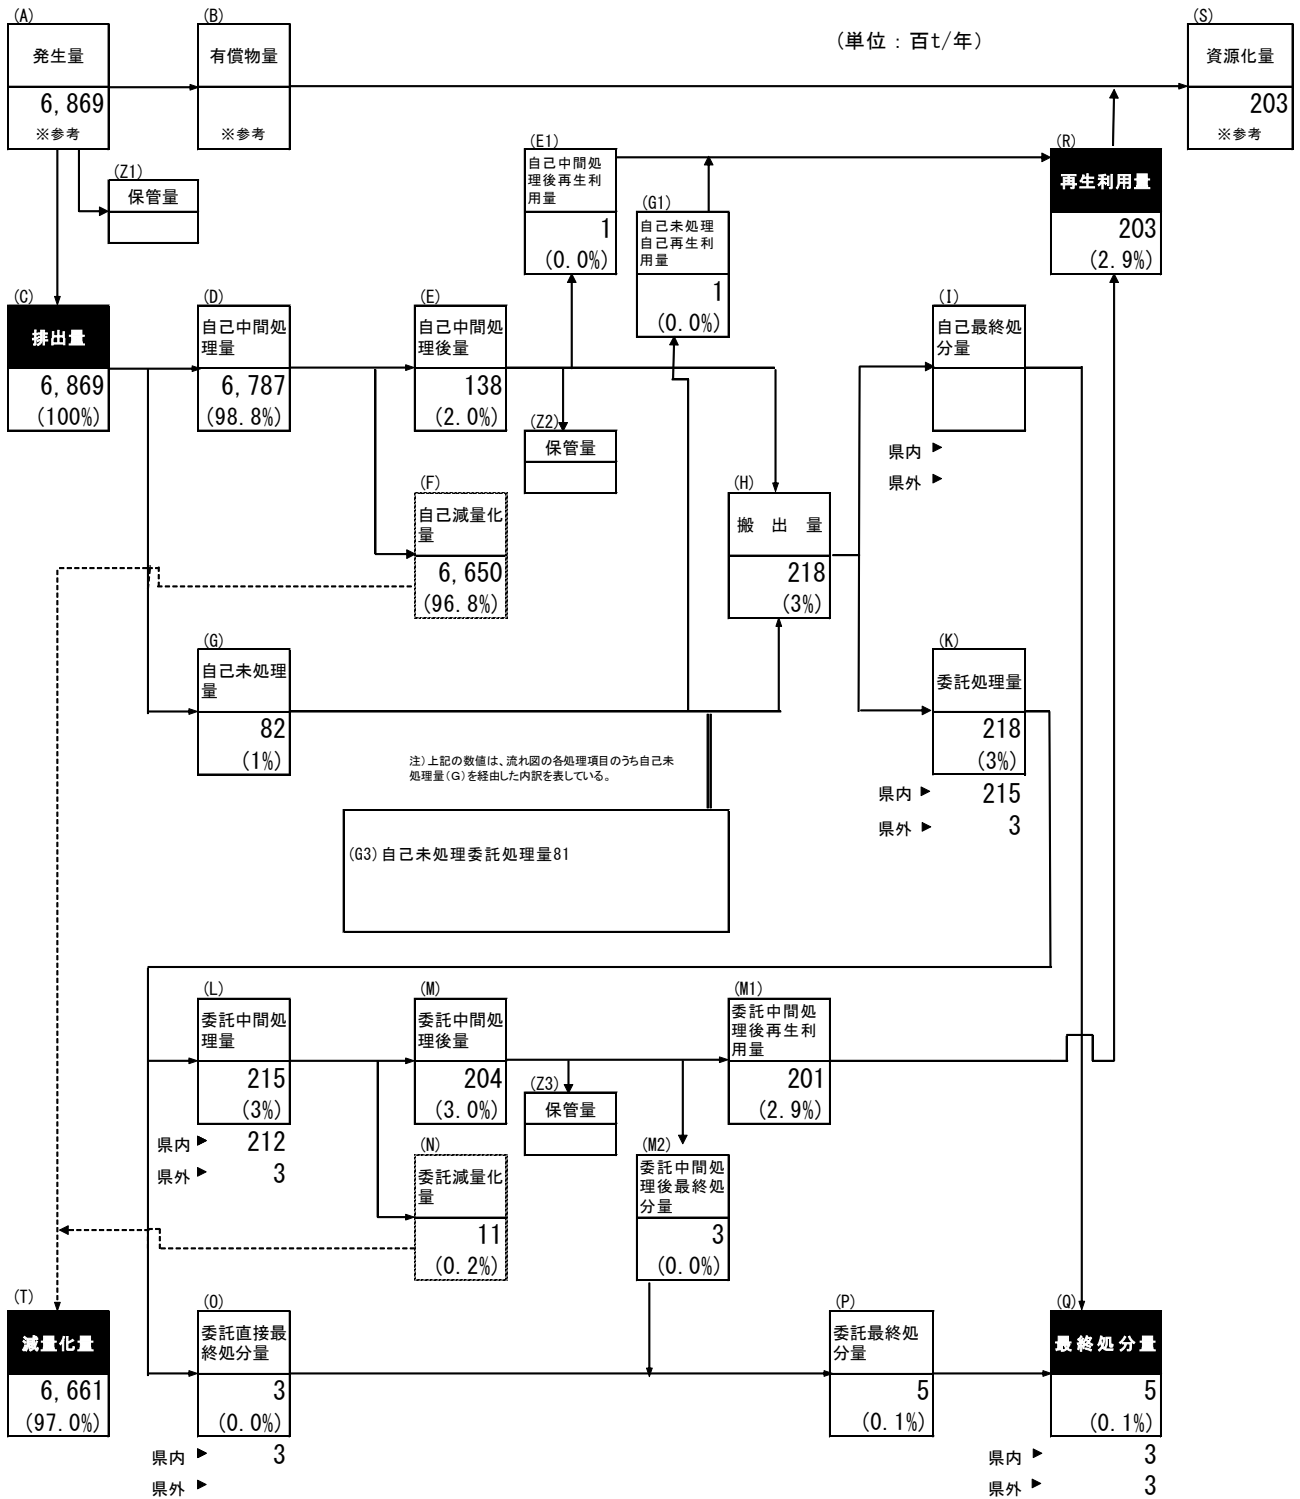 (A)
発生量
6,869
※参考
(B)
有償物量
※参考
(単位：百t/年)
(S)
資源化量
203
※参考
(Z1)
保管量
(E1)
自己中間処
理後再生利
用量
1
(0.0%)
(G1)
自己未処理
自己再生利
用量
1
(0.0%)
(R)
再生利用量
203
(2.9%)
(C)
排出量
6,869
(100%)
(D)
自己中間処
理量
6,787
(98.8%)
(E)
自己中間処
理後量
138
(2.0%)
(Z2)
保管量
(I)
自己最終処
分量
県内 ▶
県外 ▶
(F)
自己減量化
量
6,650
(96.8%)
(H)
搬 出 量
218
(3%)
(G)
自己未処理
量
82
(1%)
(K)
委託処理量
218
(3%)
県内 ▶ 215
県外 ▶ 3
注)上記の数値は、流れ図の各処理項目のうち自己未
処理量(G)を経由した内訳を表している。
(G3)自己未処理委託処理量81
(L)
委託中間処
理量
215
(3%)
県内 ▶ 212
県外 ▶ 3
(M)
委託中間処
理後量
204
(3.0%)
(Z3)
保管量
(M1)
委託中間処
理後再生利
用量
201
(2.9%)
(N)
委託減量化
量
11
(0.2%)
(M2)
委託中間処
理後最終処
分量
3
(0.0%)
(T)
減量化量
6,661
(97.0%)
(O)
委託直接最
終処分量
3
(0.0%)
県内 ▶ 3
県外 ▶
(P)
委託最終処
分量
5
(0.1%)
(Q)
最終処分量
5
(0.1%)
県内 ▶ 3
県外 ▶ 3